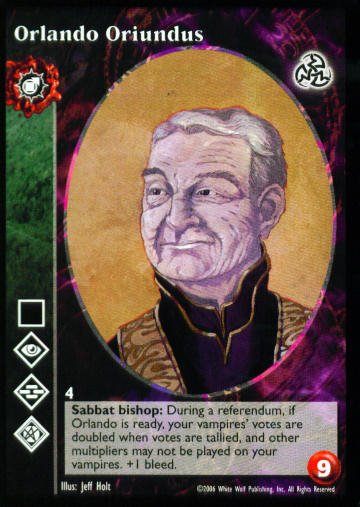 Orlando Oriundus
4
Sabbat bishop: During a referendum, if
Orlando is ready, your vampires' votes are
doubled when votes are tallied, and other
multipliers may not be played on your
vampires. +1 bleed.
9
Illus: Jeff Holt
©2006 White Wolf Publishing, Inc. All Rights Reserved